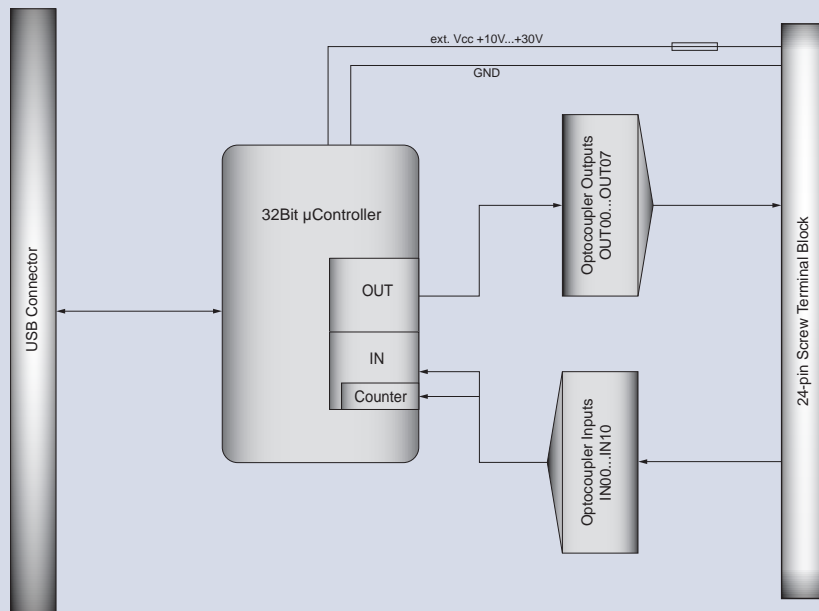 ext. Vcc +10V...+30V
GND
USB Connector
32Bit µController
OUT
IN
Counter
Optocoupler Outputs
OUT00...OUT07
Optocoupler Inputs
IN00...IN10
24-pin Screw Terminal Block